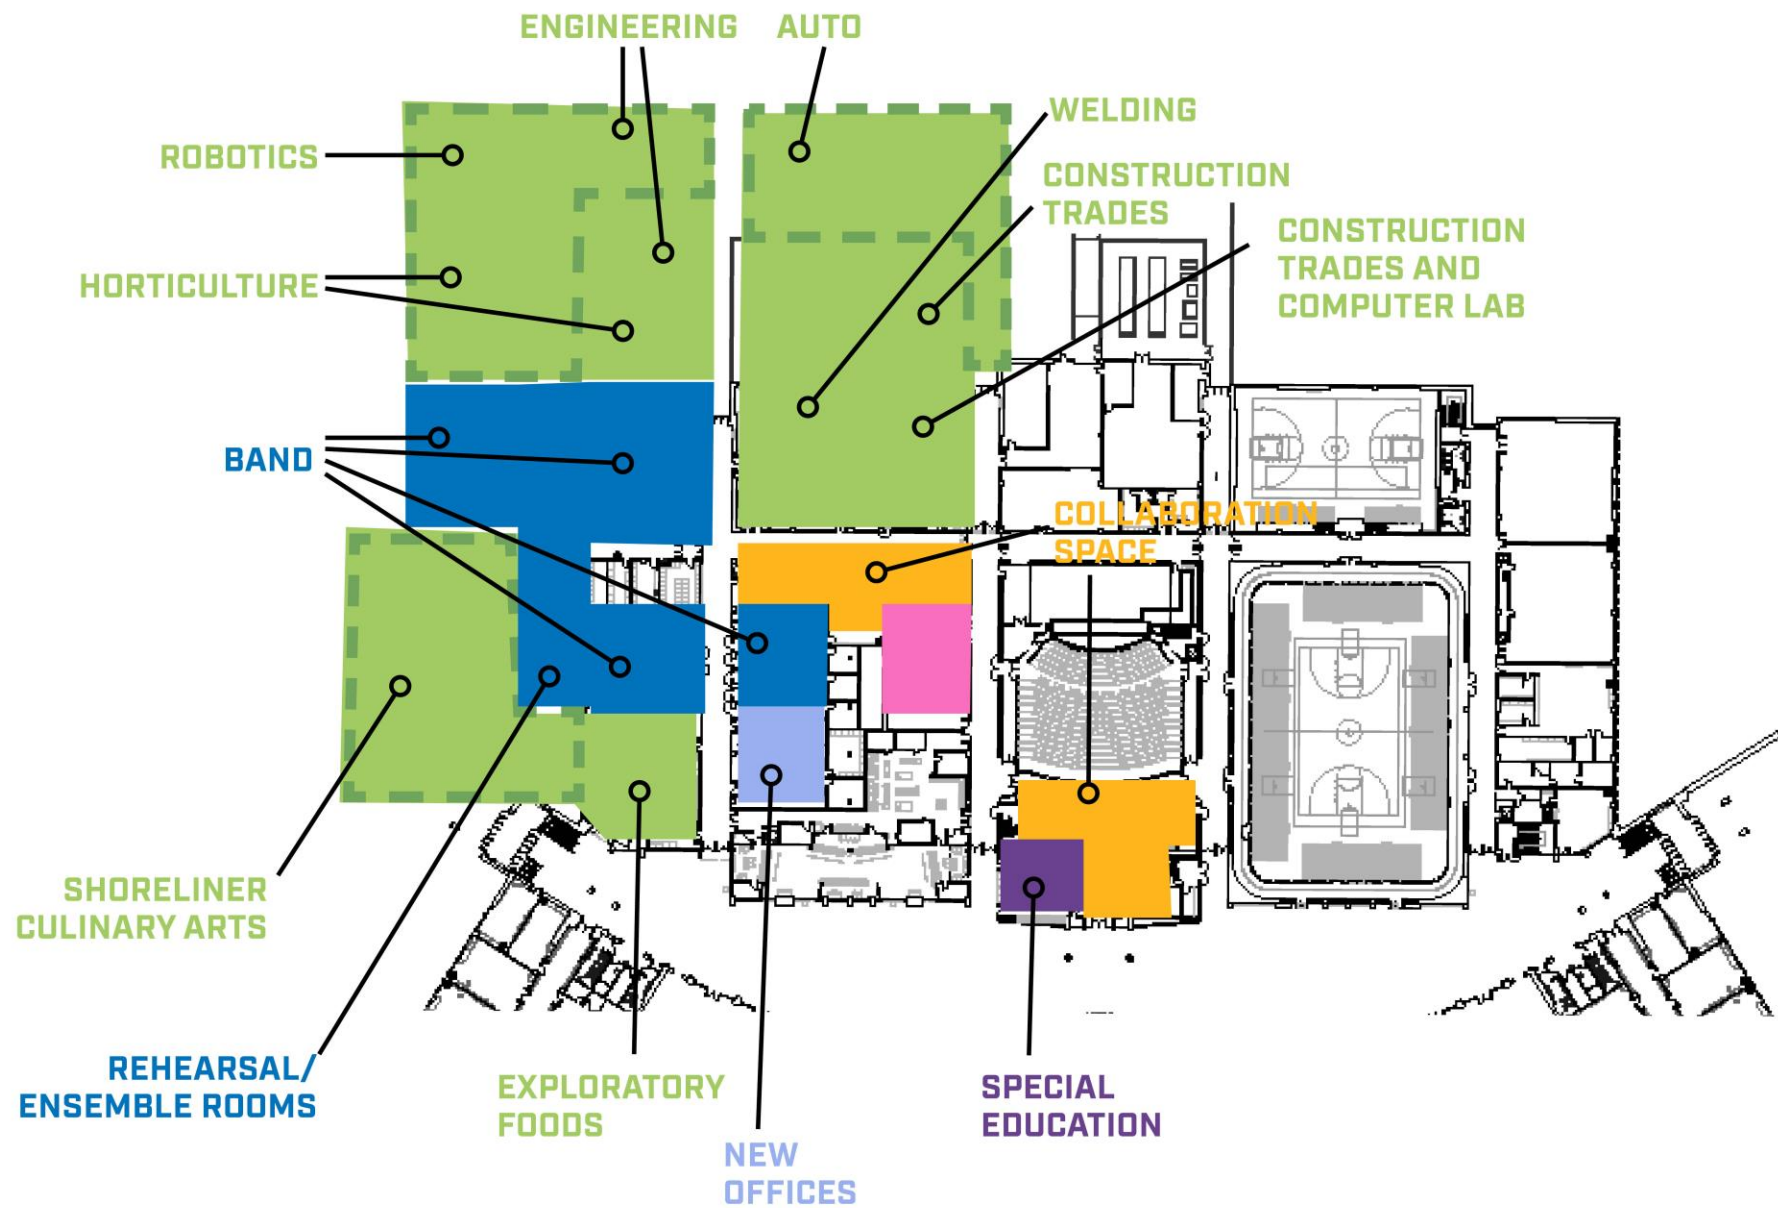 ENGINEERING
AUTO
WELDING
ROBOTICS
CONSTRUCTION
TRADES
CONSTRUCTION
TRADES AND
COMPUTER LAB
HORTICULTURE
BAND
COLLABORATION
SPACE
SHORELINER
CULINARY ARTS
REHEARSAL/
ENSEMBLE ROOMS
EXPLORATORY
FOODS
NEW
OFFICES
SPECIAL
EDUCATION